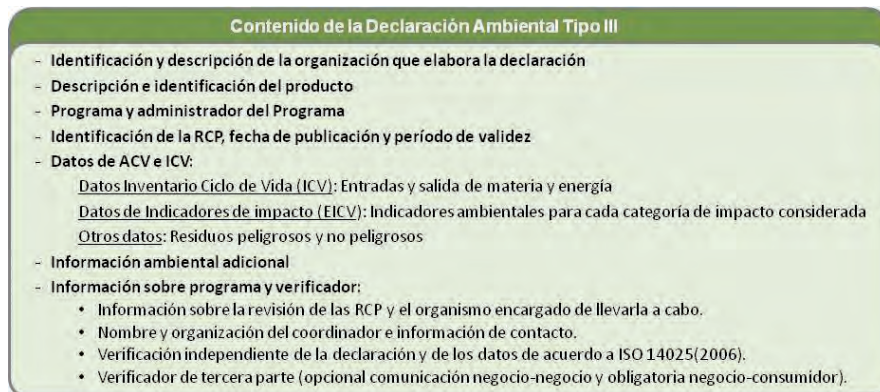 Contenido de la Declaración Ambiental Tipo III
- Identificación y descripción de la organización que elabora la declaración
- Descripción e identificación del producto
- Programa y administrador del Programa
- Identificación de la RCP, fecha de publicación y período de validez
- Datos de ACV e ICV:
Datos Inventario Ciclo de Vida (ICV): Entradas y salida de materia y energía
Datos de Indicadores de impacto (EICV): Indicadores ambientales para cada categoría de impacto considerada
Otros datos: Residuos peligrosos y no peligrosos
- Información ambiental adicional
- Información sobre programa y verificador:
• Información sobre la revisión de las RCP y el organismo encargado de llevarla a cabo.
• Nombre y organización del coordinador e información de contacto.
• Verificación independiente de la declaración y de los datos de acuerdo a ISO 14025(2006).
• Verificador de tercera parte (opcional comunicación negocio-negocio y obligatoria negocio-consumidor).